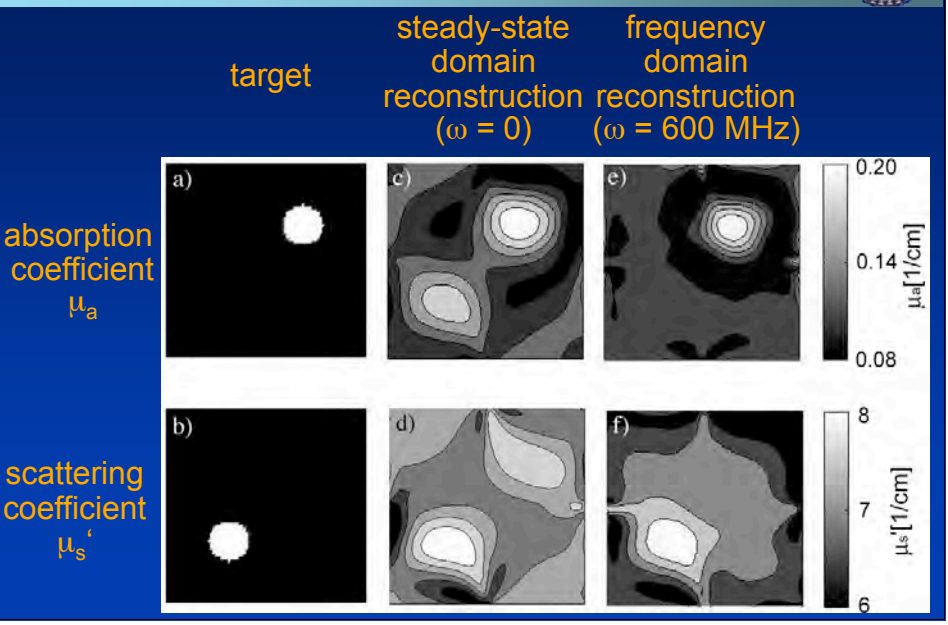 target
steady-state
domain
reconstruction
(ω = 0)
frequency
domain
reconstruction
(ω = 600 MHz)
absorption
coefficient
μa
a)
c)
e)
0.20
0.14
0.08
μa[1/cm]
scattering
coefficient
μs‘
b)
d)
f)
8
7
6
μs'[1/cm]